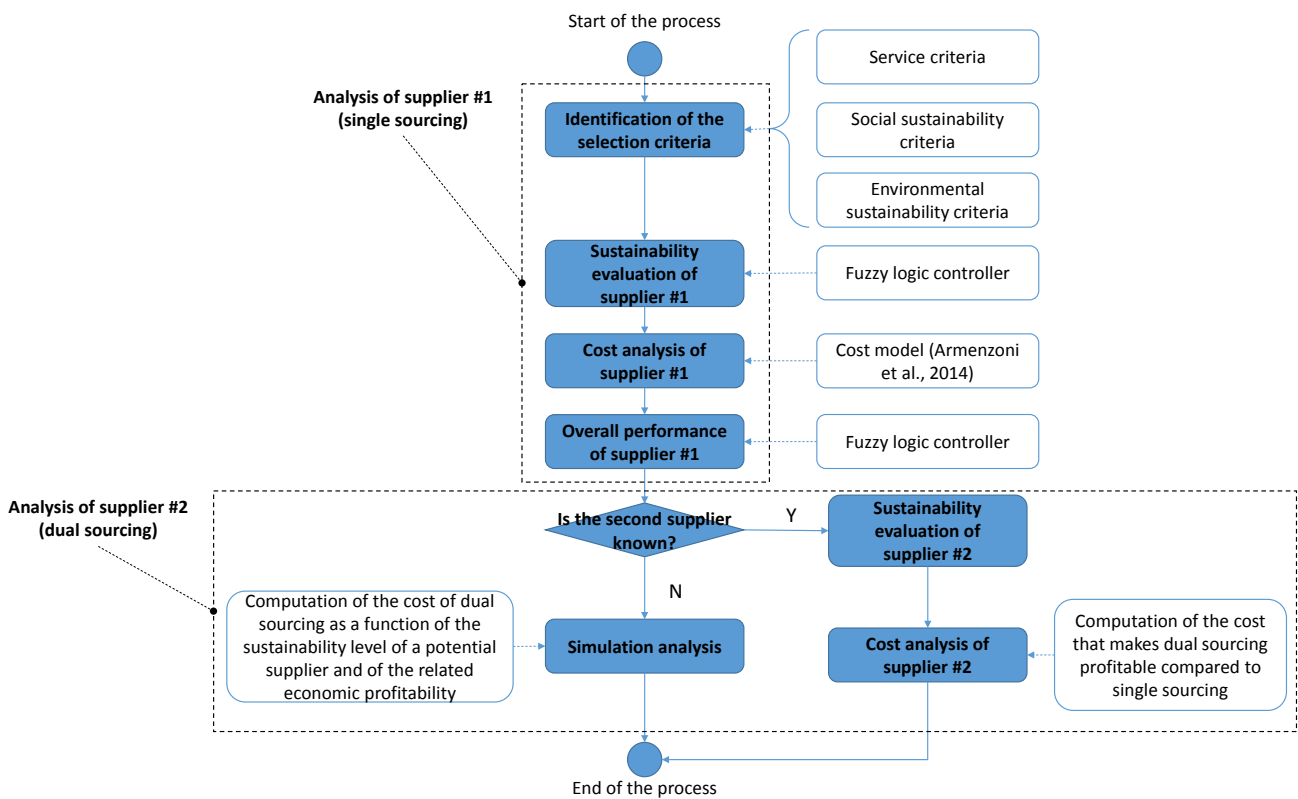 Start of the process
Service criteria
Analysis of supplier #1
(single sourcing)
Identification of the
selection criteria
Social sustainability
criteria
Environmental
sustainability criteria
Sustainability
evaluation of
supplier #1
Fuzzy logic controller
Cost analysis of
supplier #1
Cost model (Armenzoni
et al., 2014)
Overall performance
of supplier #1
Fuzzy logic controller
Analysis of supplier #2
(dual sourcing)
Is the second supplier
known?
Y
Sustainability
evaluation of
supplier #2
N
Computation of the cost of dual
sourcing as a function of the
sustainability level of a potential
supplier and of the related
economic profitability
Simulation analysis
Cost analysis of
supplier #2
Computation of the cost
that makes dual sourcing
profitable compared to
single sourcing
End of the process